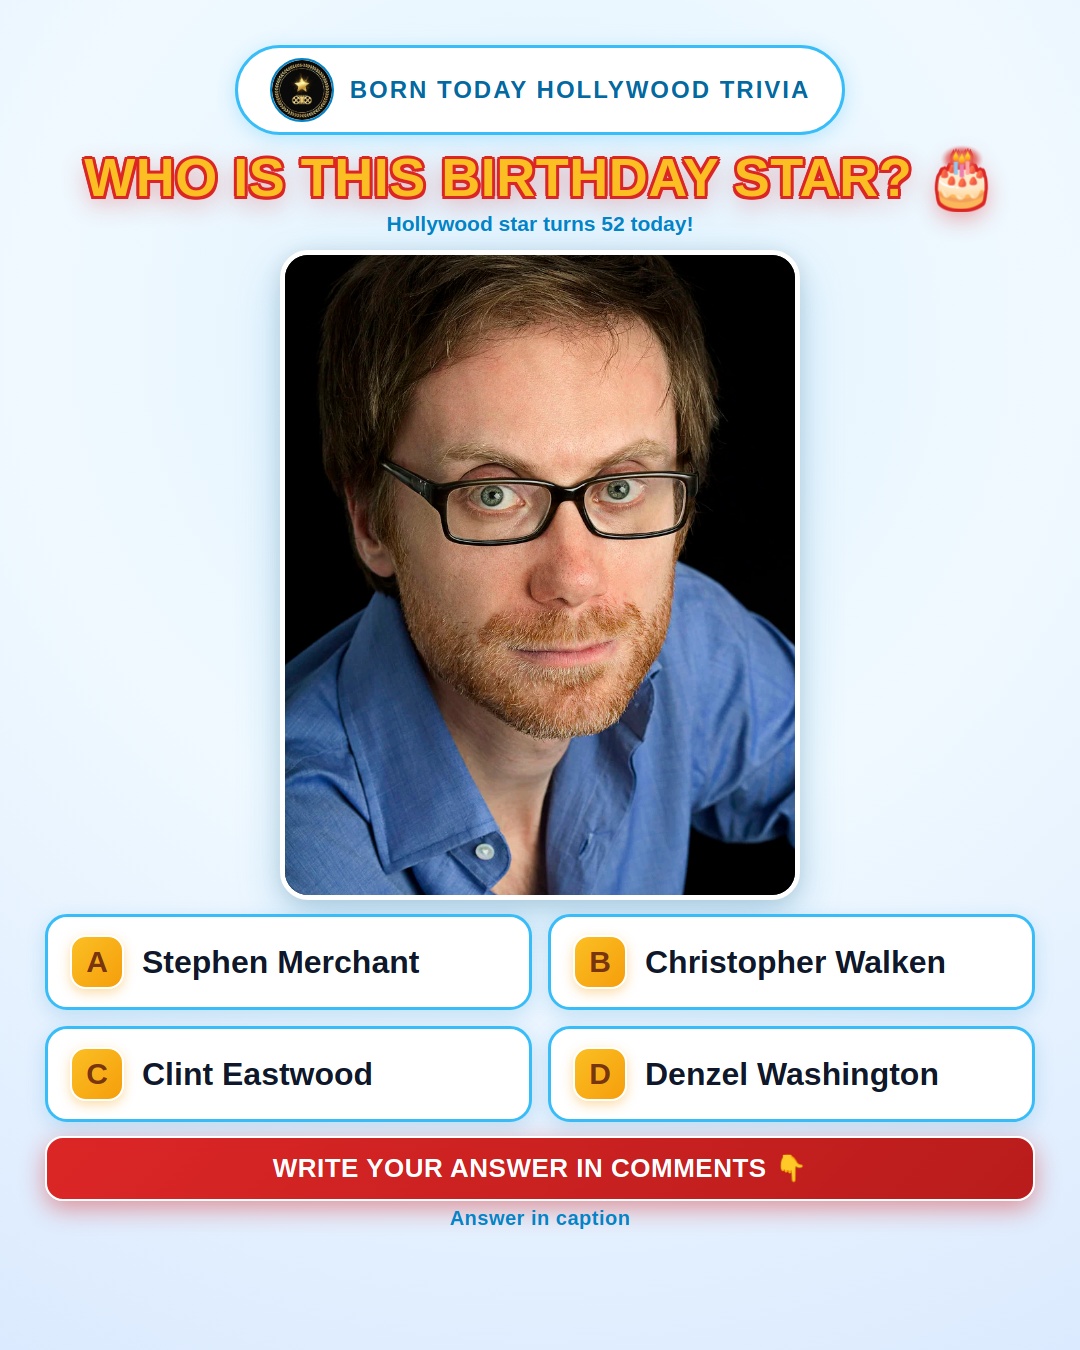 BORN TODAY HOLLYWOOD TRIVIA
WHO IS THIS BIRTHDAY STAR? 🎂
Hollywood star turns 52 today!
A Stephen Merchant
B Christopher Walken
C Clint Eastwood
D Denzel Washington
WRITE YOUR ANSWER IN COMMENTS 👇
Answer in caption